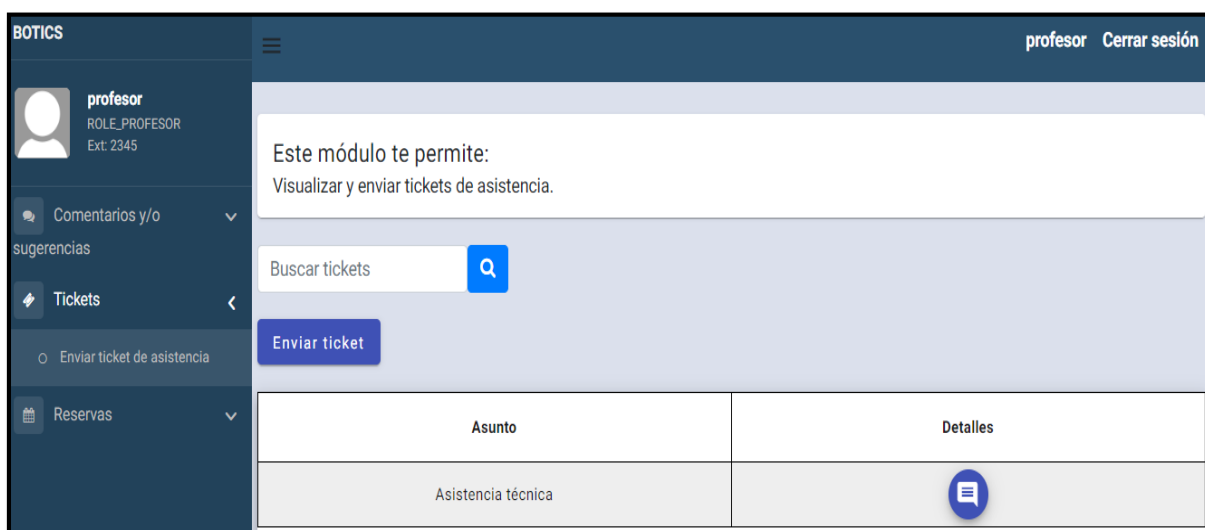 BOTICS
profesor Cerrar sesión
profesor
ROLE_PROFESOR
Ext: 2345
Comentarios y/o
sugerencias
Tickets
Enviar ticket de asistencia
Reservas
Este módulo te permite:
Visualizar y enviar tickets de asistencia.
Buscar tickets
Enviar ticket
Asunto Detalles
Asistencia técnica